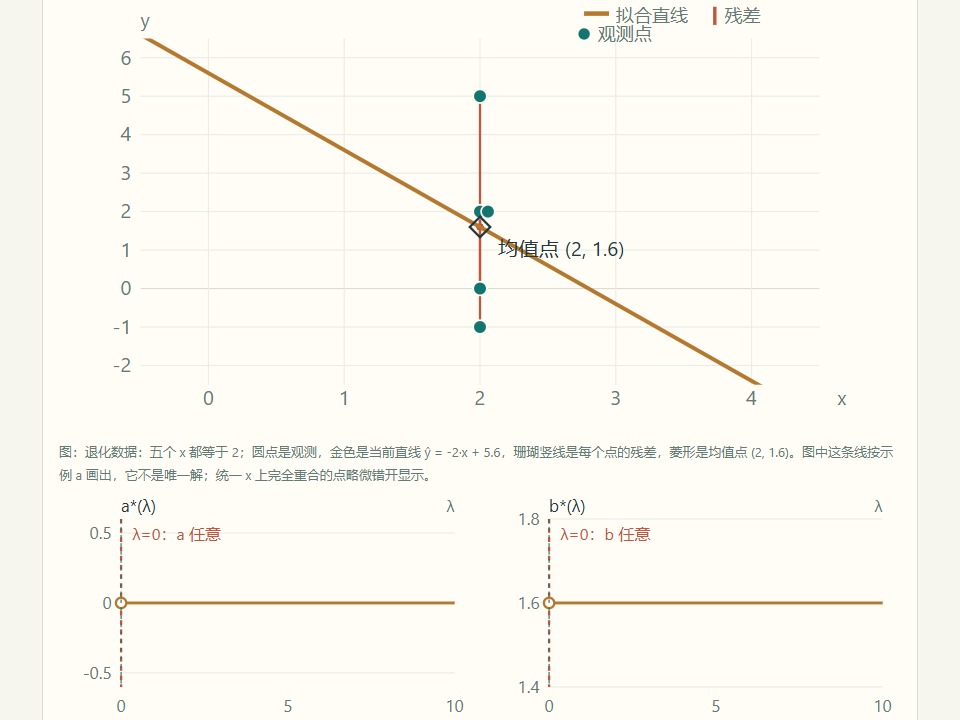 y
拟合直线 残差
观测点
6
5
4
3
2
1
0
-1
-2
均值点 (2, 1.6)
0 1 2 3 4 x
图：退化数据：五个 x 都等于 2；圆点是观测，金色是当前直线 ŷ = -2·x + 5.6，珊瑚竖线是每个点的残差，菱形是均值点 (2, 1.6)。图中这条线按示
例 a 画出，它不是唯一解；统一 x 上完全重合的点略微错开显示。
a*(λ) λ
0.5
λ=0：a 任意
0
-0.5
0 5 10
b*(λ) λ
1.8
λ=0：b 任意
1.6
1.4
0 5 10